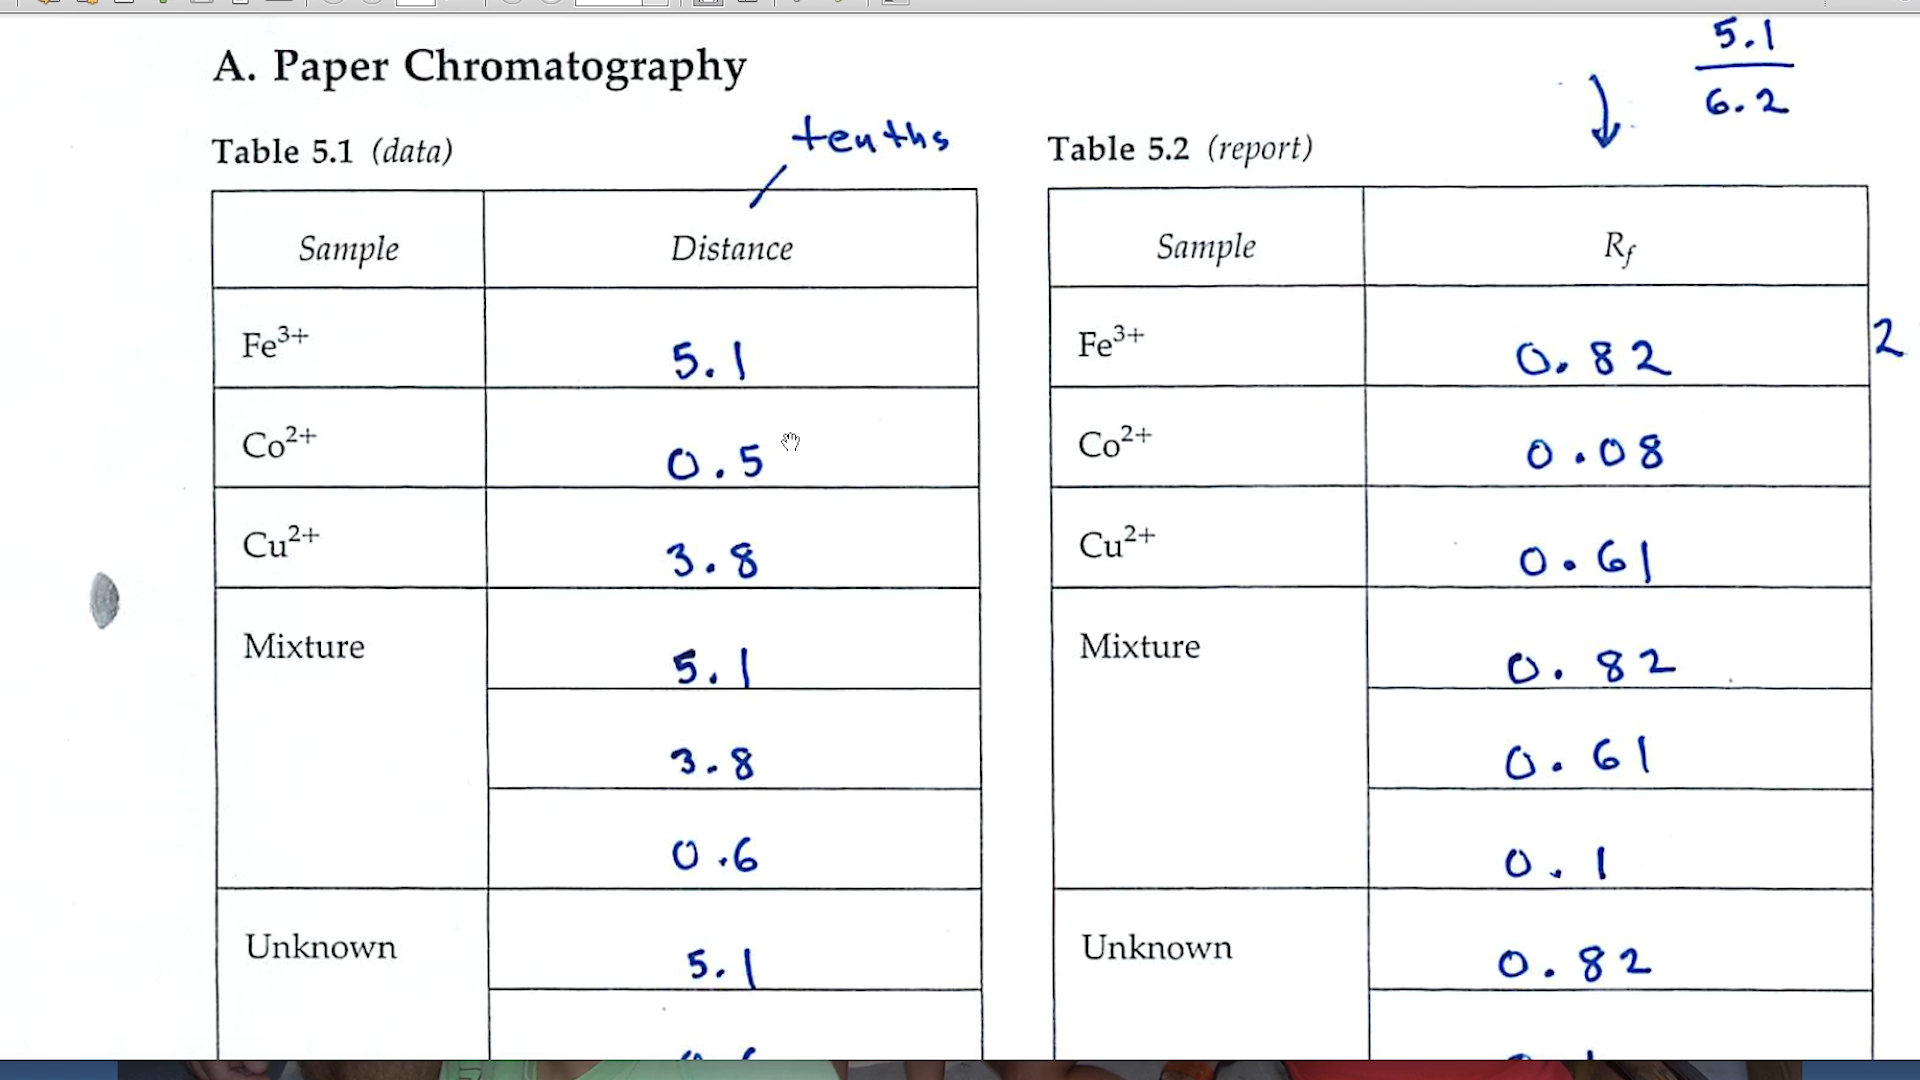 5.1
6.2
A. Paper Chromatography
tenths
Table 5.1 (data)
Sample Distance
Fe³⁺ 5.1
Co²⁺ 0.5
Cu²⁺ 3.8
Mixture 5.1
3.8
0.6
Unknown 5.1
Table 5.2 (report)
Sample R_f
Fe³⁺ 0.82 2
Co²⁺ 0.08
Cu²⁺ 0.61
Mixture 0.82
0.61
0.1
Unknown 0.82